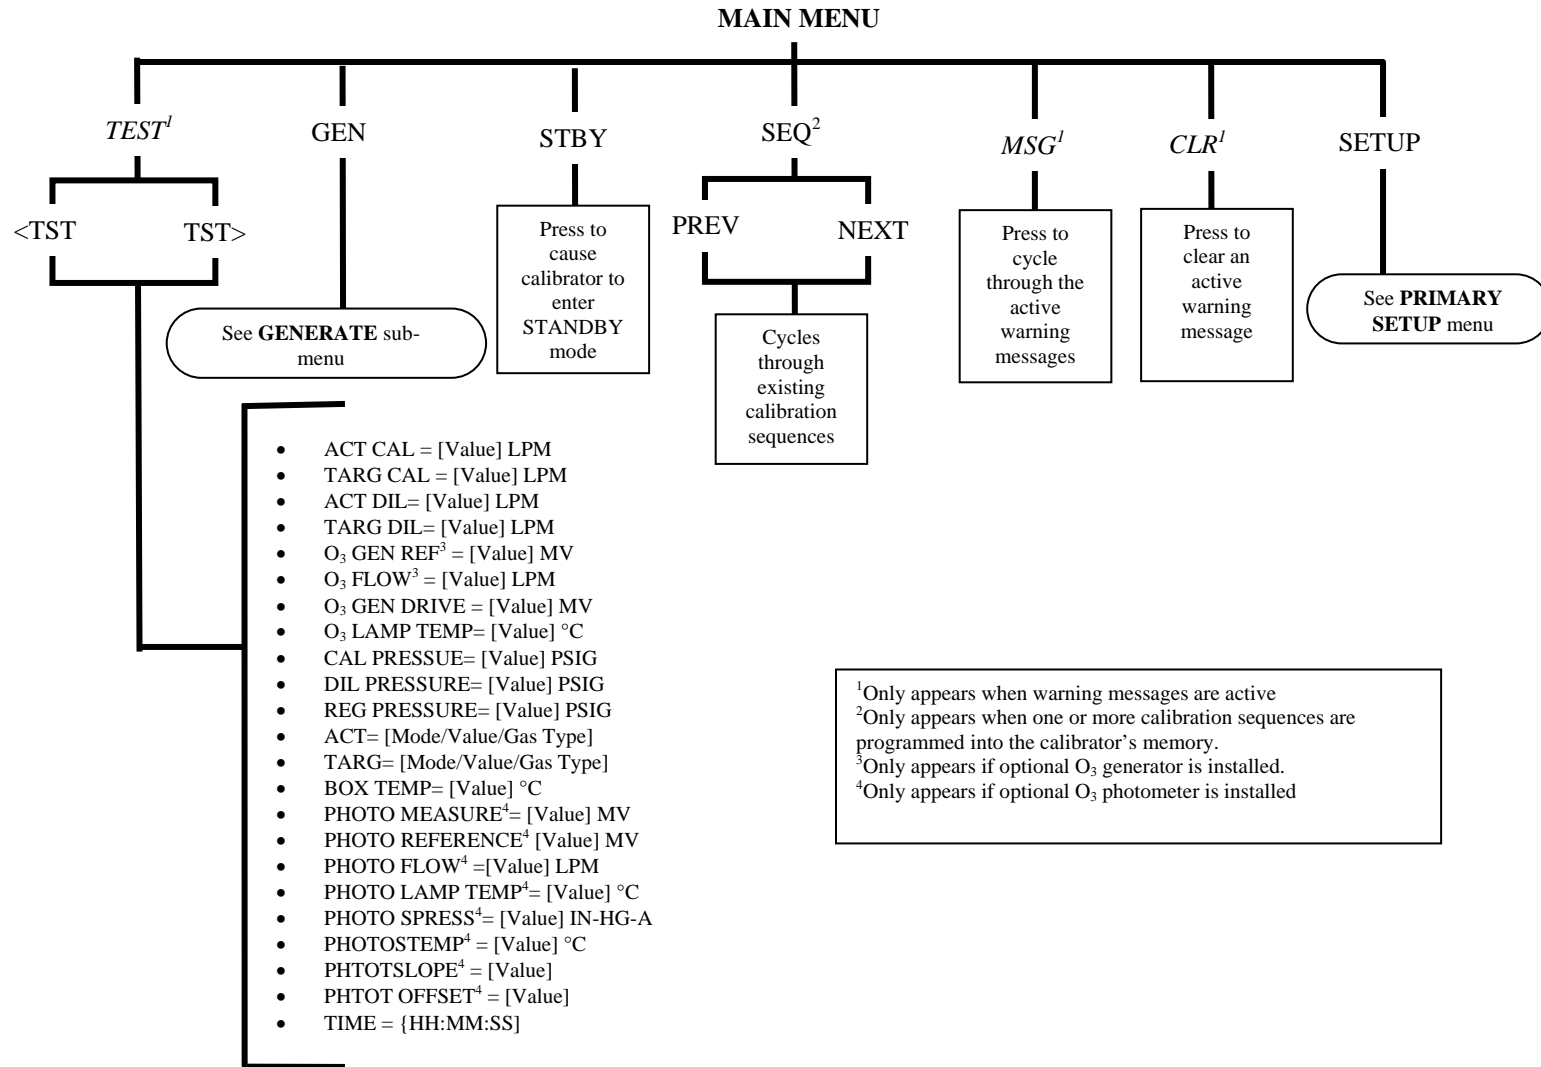 MAIN MENU
TEST¹
GEN
STBY
SEQ²
MSG¹
CLR¹
SETUP
<TST
TST>
PREV
NEXT
See GENERATE sub-
menu
Press to
cause
calibrator to
enter
STANDBY
mode
Cycles
through
existing
calibration
sequences
Press to
cycle
through the
active
warning
messages
Press to
clear an
active
warning
message
See PRIMARY
SETUP menu
• ACT CAL = [Value] LPM
• TARG CAL = [Value] LPM
• ACT DIL= [Value] LPM
• TARG DIL= [Value] LPM
• O₃ GEN REF³ = [Value] MV
• O₃ FLOW³ = [Value] LPM
• O₃ GEN DRIVE = [Value] MV
• O₃ LAMP TEMP= [Value] °C
• CAL PRESSUE= [Value] PSIG
• DIL PRESSURE= [Value] PSIG
• REG PRESSURE= [Value] PSIG
• ACT= [Mode/Value/Gas Type]
• TARG= [Mode/Value/Gas Type]
• BOX TEMP= [Value] °C
• PHOTO MEASURE⁴= [Value] MV
• PHOTO REFERENCE⁴ [Value] MV
• PHOTO FLOW⁴ =[Value] LPM
• PHOTO LAMP TEMP⁴= [Value] °C
• PHOTO SPRESS⁴= [Value] IN-HG-A
• PHOTOSTEMP⁴ = [Value] °C
• PHTOTSLOPE⁴ = [Value]
• PHTOT OFFSET⁴ = [Value]
• TIME = {HH:MM:SS]
¹Only appears when warning messages are active
²Only appears when one or more calibration sequences are
programmed into the calibrator’s memory.
³Only appears if optional O₃ generator is installed.
⁴Only appears if optional O₃ photometer is installed